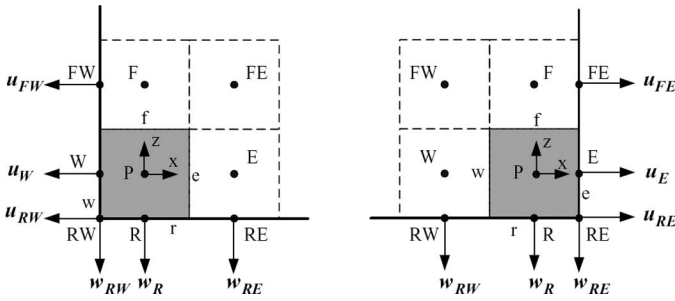 FW F FE
u_FW
f
z
W P x e E
u_W
w
u_RW
RW R r RE
w_RW w_R w_RE
FW F FE
u_FE
f
z
W w P x E
u_E
e
u_RE
RW r R RE
w_RW w_R w_RE